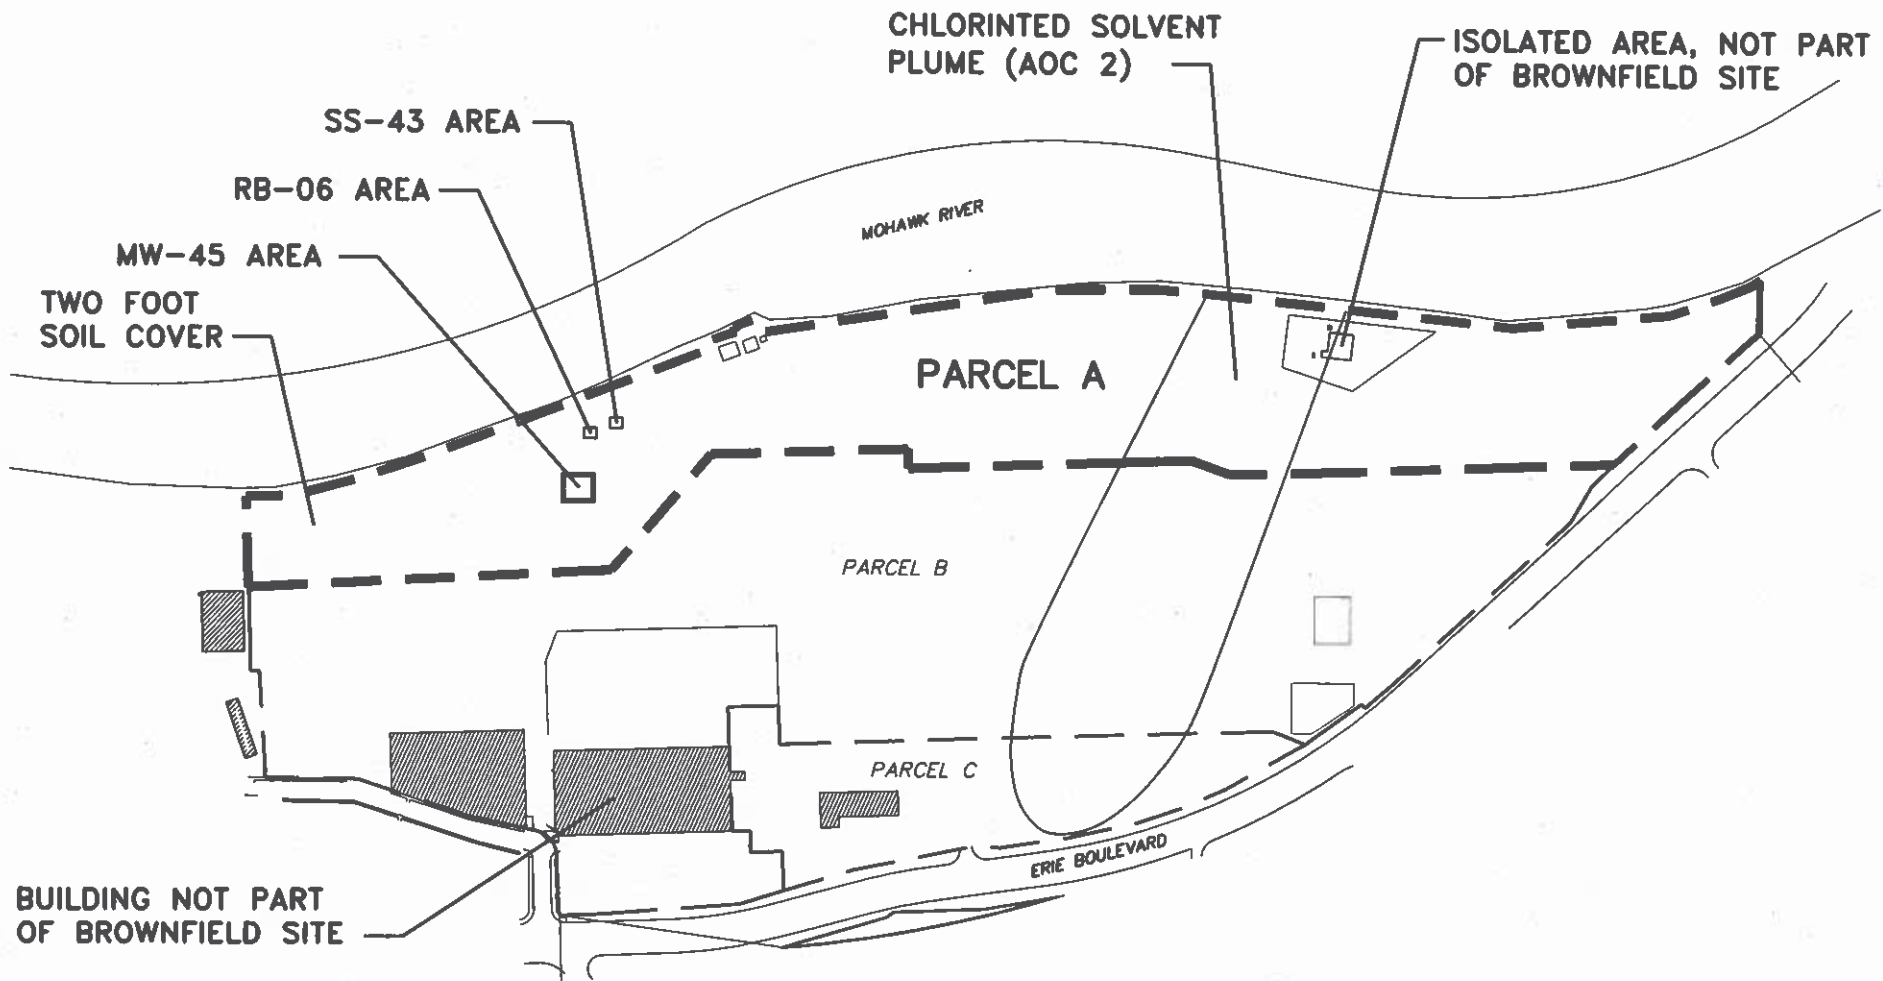 CHLORINTED SOLVENT
PLUME (AOC 2)
ISOLATED AREA, NOT PART
OF BROWNFIELD SITE
SS-43 AREA
RB-06 AREA
MW-45 AREA
TWO FOOT
SOIL COVER
MOHAWK RIVER
PARCEL A
PARCEL B
PARCEL C
ERIE BOULEVARD
BUILDING NOT PART
OF BROWNFIELD SITE